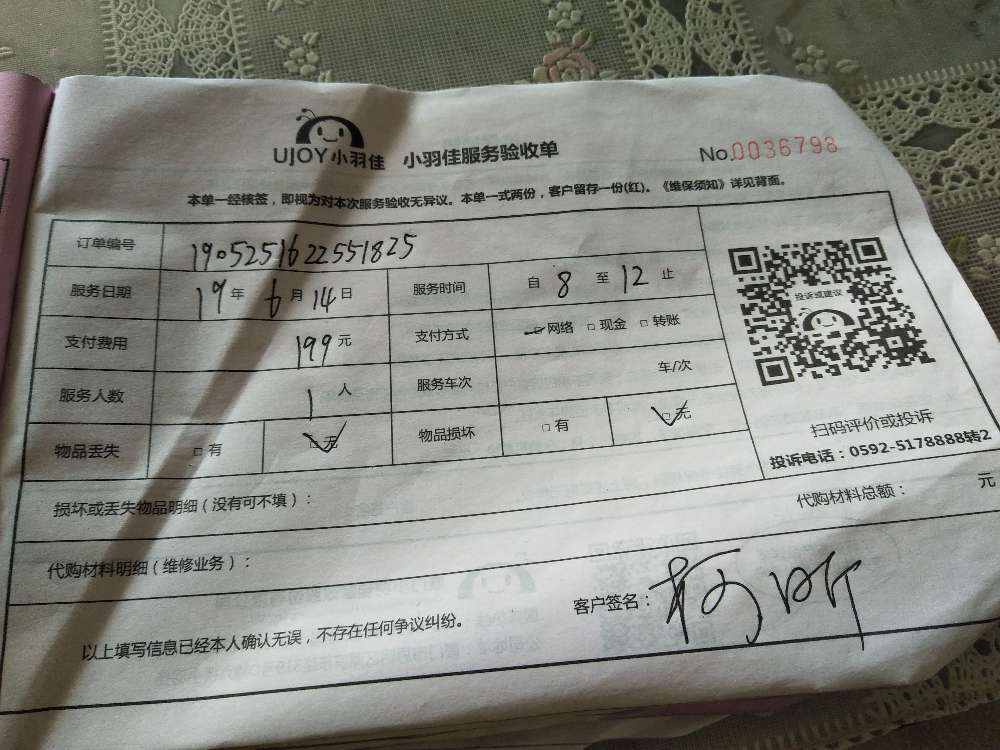 UJOY小羽佳 小羽佳服务验收单 No.0036798
本单一经核签，即视为对本次服务验收无异议。本单一式两份，客户留存一份(红)。《维保须知》详见背面。
订单编号 1905251622551825
服务日期 19年6月14日 服务时间 自8至12止
支付费用 199元 支付方式 □网络 □现金 □转账
服务人数 1人 服务车次 车/次
物品丢失 □有 □无 物品损坏 □有 □无
投诉或建议
扫码评价或投诉
投诉电话：0592-5178888转2
损坏或丢失物品明细（没有可不填）：
代购材料总额： 元
代购材料明细（维修业务）：
以上填写信息已经本人确认无误，不存在任何争议纠纷。 客户签名：